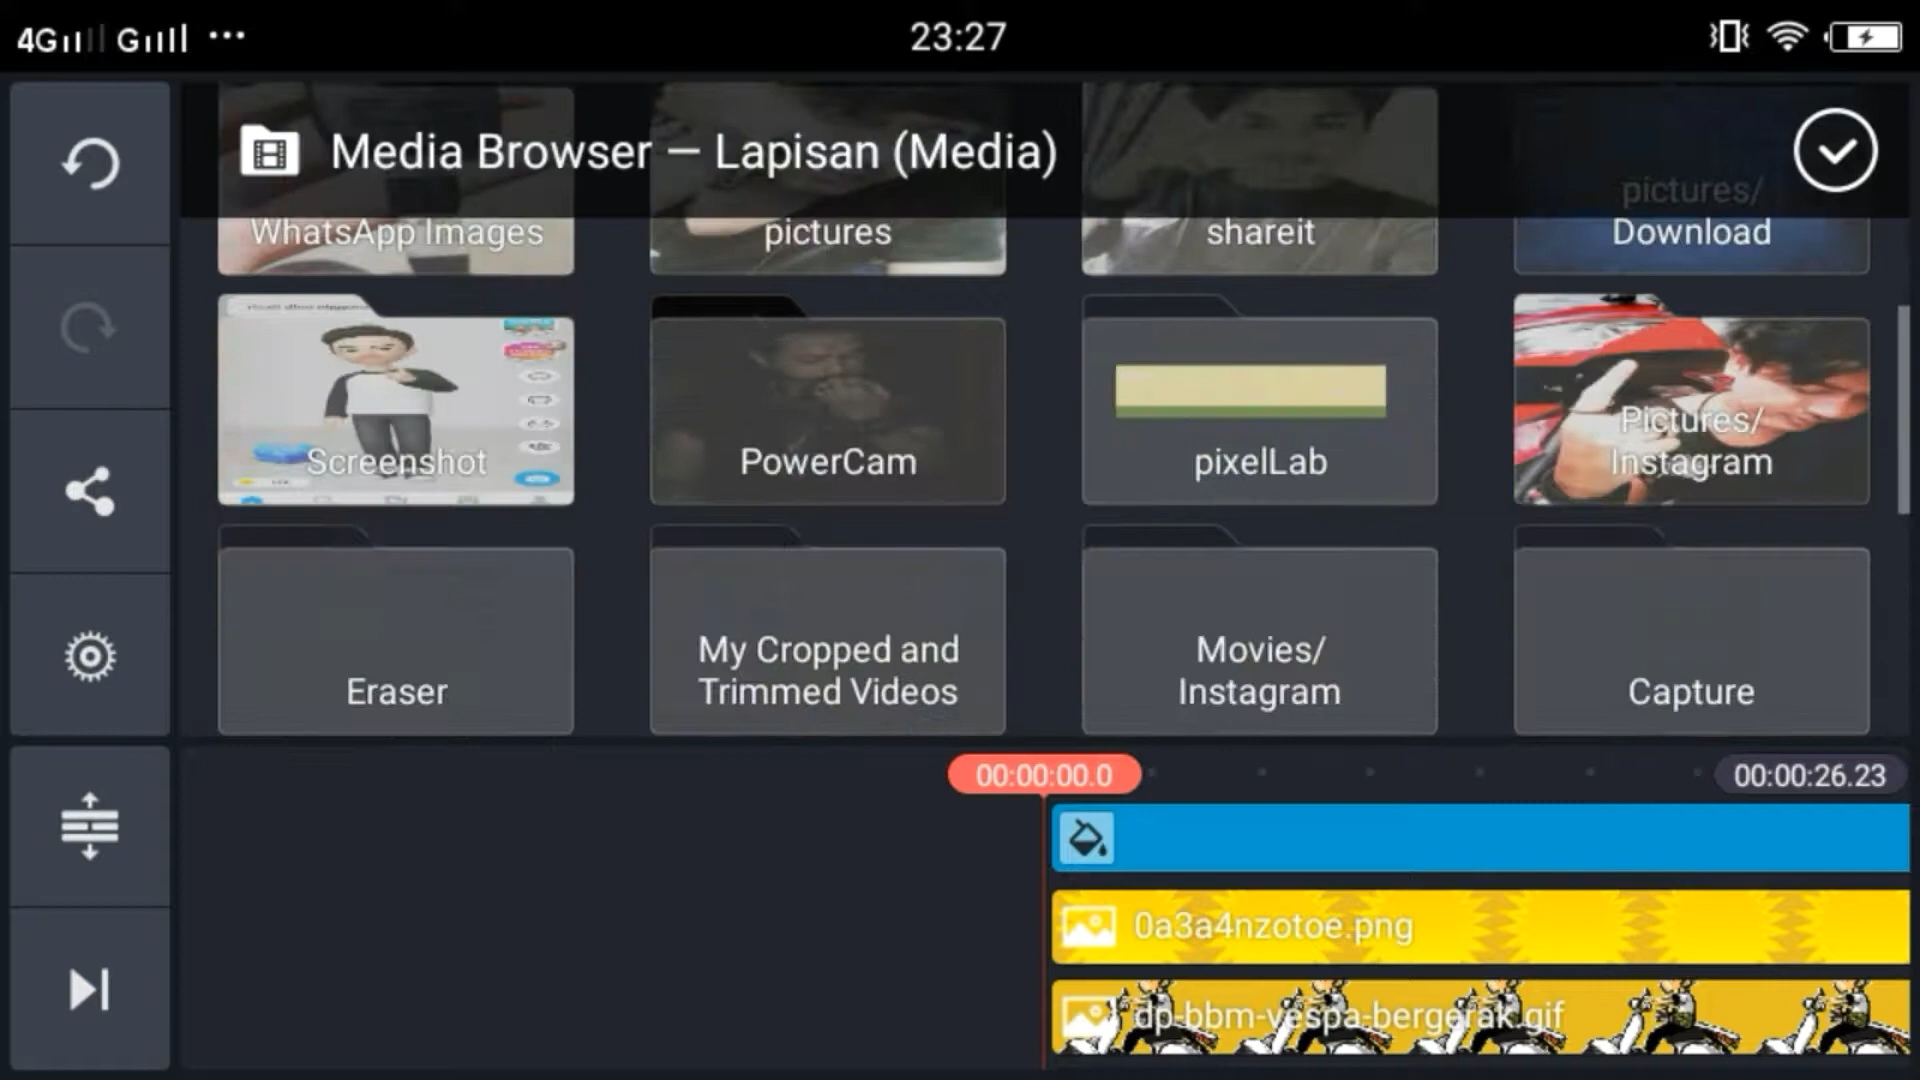 4G G ...
23:27
Media Browser — Lapisan (Media)
WhatsApp Images
pictures
shareit
pictures/
Download
Screenshot
PowerCam
pixelLab
Pictures/
Instagram
Eraser
My Cropped and
Trimmed Videos
Movies/
Instagram
Capture
00:00:00.0
00:00:26.23
0a3a4nzotoe.png
dp-bbm-vespa-bergerak.gif